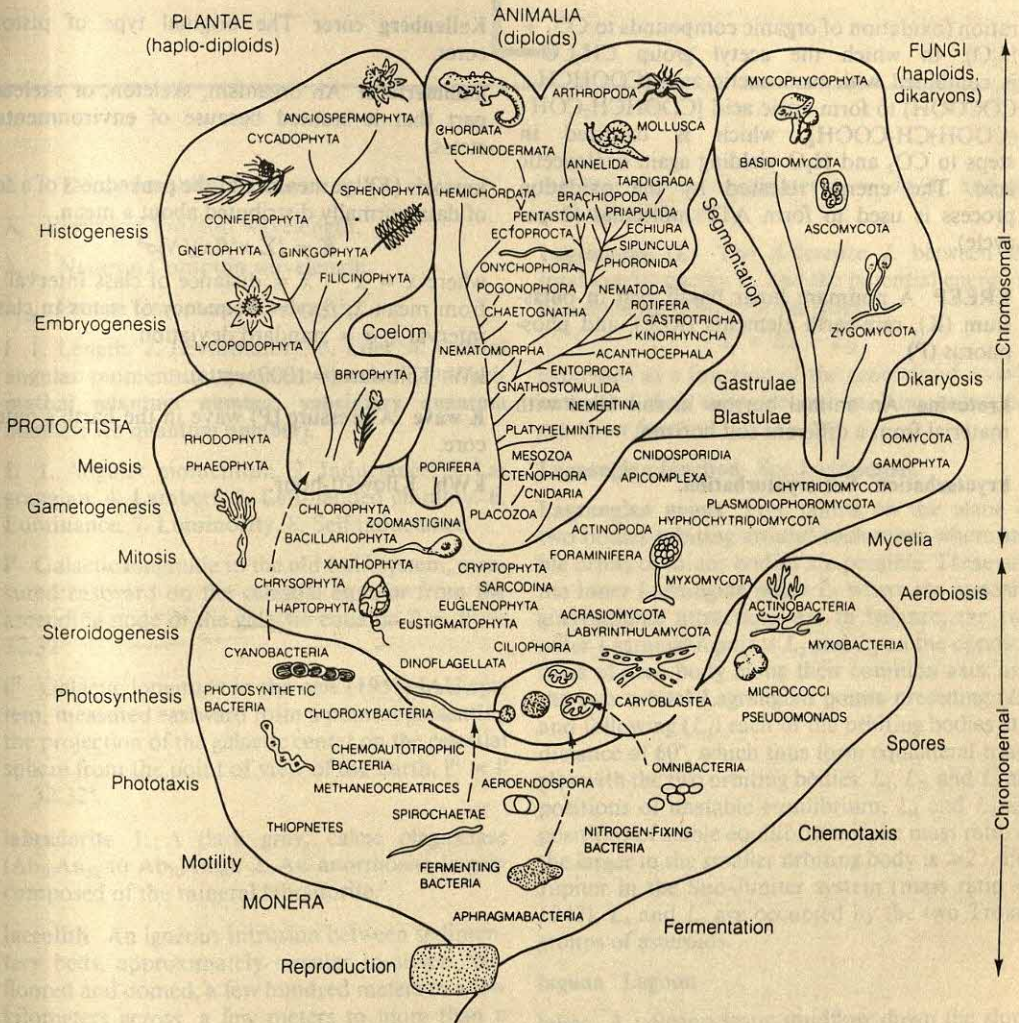 PLANTAE
(haplo-diploids)
ANIMALIA
(diploids)
FUNGI
(haploids,
dikaryons)
ANGIOSPERMOPHYTA
CYCADOPHYTA
SPHENOPHYTA
CONIFEROPHYTA
GNETOPHYTA
GINKGOPHYTA
FILICINOPHYTA
LYCOPODOPHYTA
BRYOPHYTA
Histogenesis
Embryogenesis
Coelom
ARTHROPODA
CHORDATA
MOLLUSCA
ECHINODERMATA
ANNELIDA
TARDIGRADA
HEMICHORDATA
BRACHIOPODA
PENTASTOMA
PRIAPULIDA
ECTOPROCTA
ECHIURA
SIPUNCULA
ONYCHOPHORA
PHORONIDA
POGONOPHORA
NEMATODA
CHAETOGNATHA
ROTIFERA
GASTROTRICHA
KINORHYNCHA
NEMATOMORPHA
ACANTHOCEPHALA
ENTOPROCTA
GNATHOSTOMULIDA
NEMERTINA
PLATYHELMINTHES
MESOZOA
PORIFERA
CTENOPHORA
CNIDARIA
PLACOZOA
Segmentation
Gastrulae
Blastulae
MYCOPHYCOPHYTA
BASIDIOMYCOTA
ASCOMYCOTA
ZYGOMYCOTA
Dikaryosis
Chromosomal
PROTOCTISTA
Meiosis
Gametogenesis
Mitosis
RHODOPHYTA
PHAEOPHYTA
CHLOROPHYTA
ZOOMASTIGINA
BACILLARIOPHYTA
XANTHOPHYTA
CHRYSOPHYTA
HAPTOPHYTA
CRYPTOPHYTA
SARCODINA
EUGLENOPHYTA
EUSTIGMATOPHYTA
CNIDOSPORIDIA
APICOMPLEXA
OOMYCOTA
GAMOPHYTA
CHYTRIDIOMYCOTA
PLASMODIOPHOROMYCOTA
HYPHOCHYTRIDIOMYCOTA
ACTINOPODA
FORAMINIFERA
MYXOMYCOTA
ACRASIOMYCOTA
LABYRINTHULAMYCOTA
CILIOPHORA
DINOFLAGELLATA
CARYOBLASTEA
Mycelia
Aerobiosis
Steroidogenesis
Photosynthesis
Phototaxis
Motility
CYANOBACTERIA
PHOTOSYNTHETIC
BACTERIA
CHLOROXYBACTERIA
CHEMOAUTOTROPHIC
BACTERIA
METHANEOCREATRICES
THIOPNETES
AEROENDOSPORA
SPIROCHAETAE
FERMENTING
BACTERIA
APHRAGMABACTERIA
NITROGEN-FIXING
BACTERIA
OMNIBACTERIA
ACTINOBACTERIA
MYXOBACTERIA
MICROCOCCI
PSEUDOMONADS
Spores
Chemotaxis
Fermentation
Chromonemal
MONERA
Reproduction